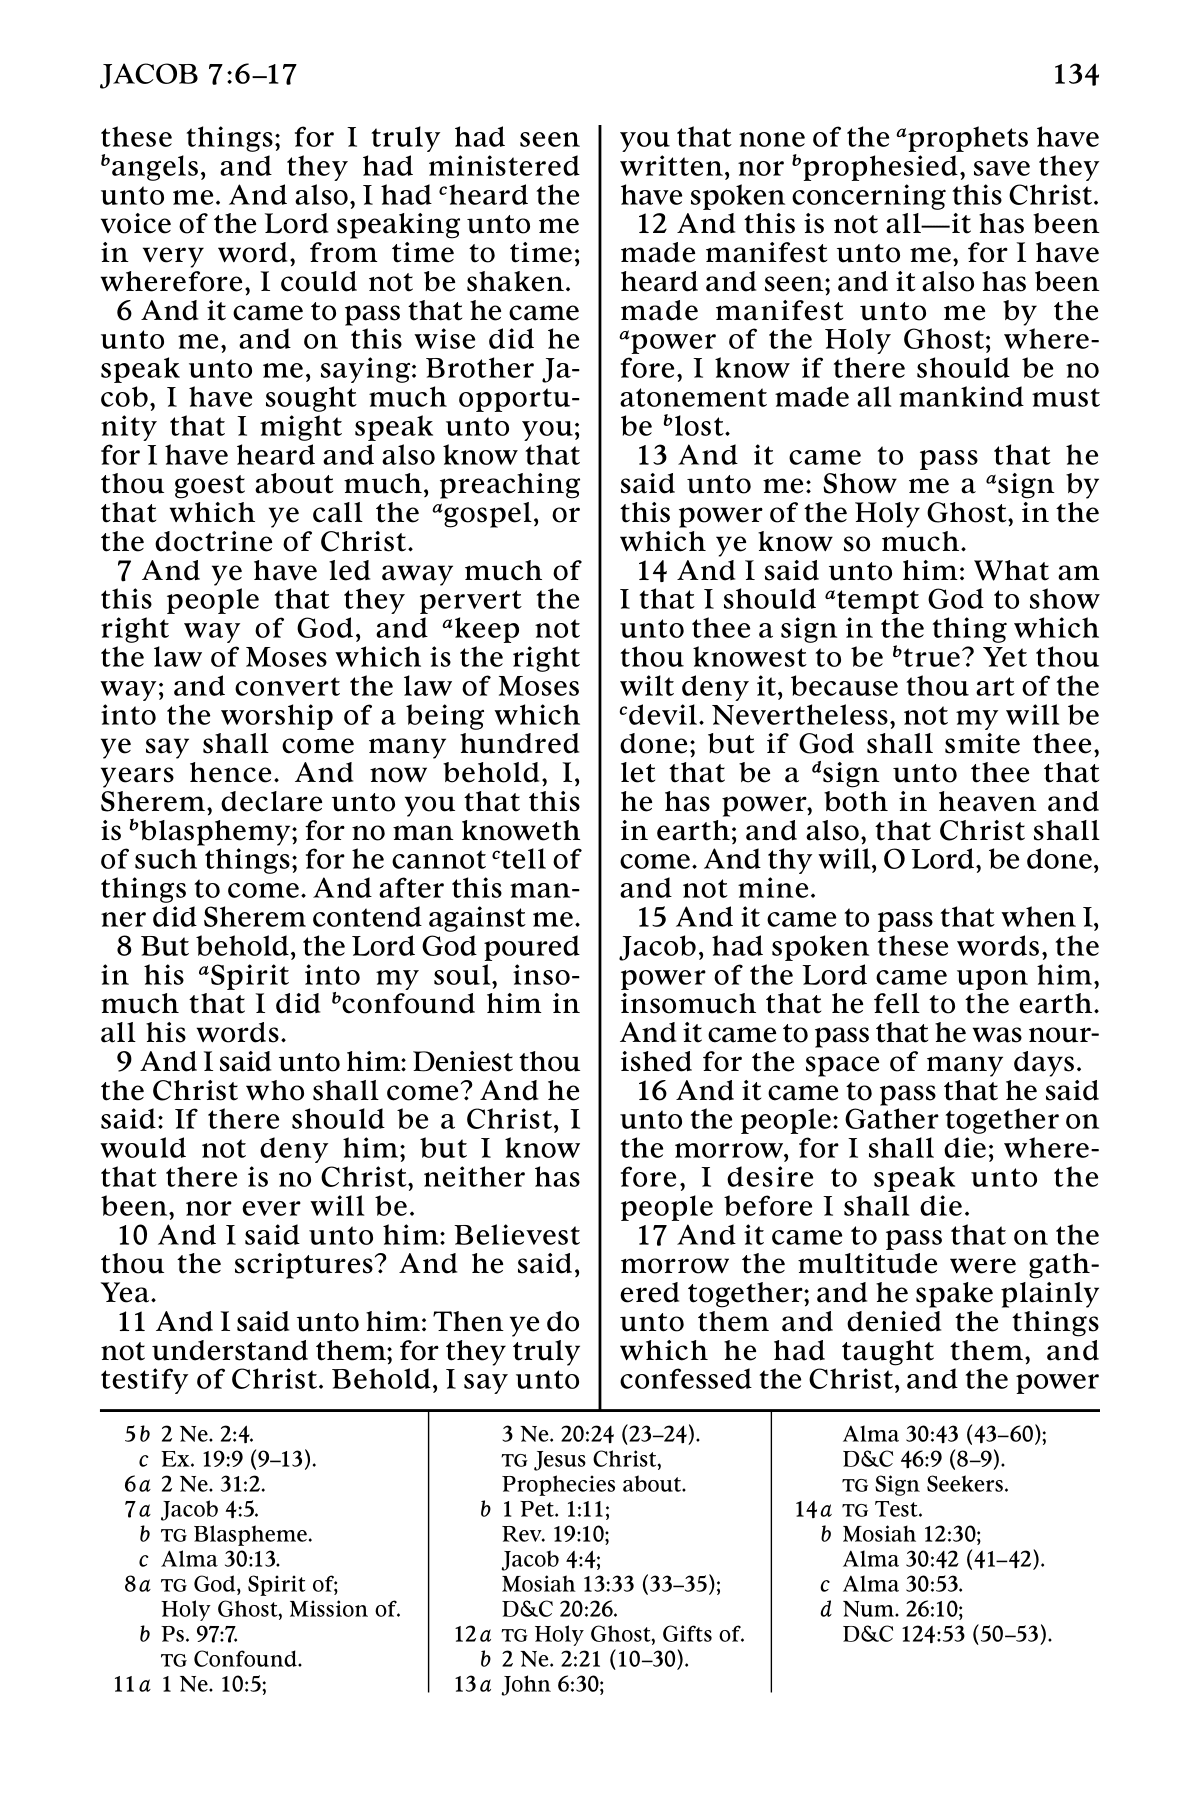 JACOB 7:6–17
134
these things; for I truly had seen
bangels, and they had ministered
unto me. And also, I had cheard the
voice of the Lord speaking unto me
in very word, from time to time;
wherefore, I could not be shaken.
6 And it came to pass that he came
unto me, and on this wise did he
speak unto me, saying: Brother Ja-
cob, I have sought much opportu-
nity that I might speak unto you;
for I have heard and also know that
thou goest about much, preaching
that which ye call the agospel, or
the doctrine of Christ.
7 And ye have led away much of
this people that they pervert the
right way of God, and akeep not
the law of Moses which is the right
way; and convert the law of Moses
into the worship of a being which
ye say shall come many hundred
years hence. And now behold, I,
Sherem, declare unto you that this
is bblasphemy; for no man knoweth
of such things; for he cannot ctell of
things to come. And after this man-
ner did Sherem contend against me.
8 But behold, the Lord God poured
in his aSpirit into my soul, inso-
much that I did bconfound him in
all his words.
9 And I said unto him: Deniest thou
the Christ who shall come? And he
said: If there should be a Christ, I
would not deny him; but I know
that there is no Christ, neither has
been, nor ever will be.
10 And I said unto him: Believest
thou the scriptures? And he said,
Yea.
11 And I said unto him: Then ye do
not understand them; for they truly
testify of Christ. Behold, I say unto
you that none of the aprophets have
written, nor bprophesied, save they
have spoken concerning this Christ.
12 And this is not all—it has been
made manifest unto me, for I have
heard and seen; and it also has been
made manifest unto me by the
apower of the Holy Ghost; where-
fore, I know if there should be no
atonement made all mankind must
be blost.
13 And it came to pass that he
said unto me: Show me a asign by
this power of the Holy Ghost, in the
which ye know so much.
14 And I said unto him: What am
I that I should atempt God to show
unto thee a sign in the thing which
thou knowest to be btrue? Yet thou
wilt deny it, because thou art of the
cdevil. Nevertheless, not my will be
done; but if God shall smite thee,
let that be a dsign unto thee that
he has power, both in heaven and
in earth; and also, that Christ shall
come. And thy will, O Lord, be done,
and not mine.
15 And it came to pass that when I,
Jacob, had spoken these words, the
power of the Lord came upon him,
insomuch that he fell to the earth.
And it came to pass that he was nour-
ished for the space of many days.
16 And it came to pass that he said
unto the people: Gather together on
the morrow, for I shall die; where-
fore, I desire to speak unto the
people before I shall die.
17 And it came to pass that on the
morrow the multitude were gath-
ered together; and he spake plainly
unto them and denied the things
which he had taught them, and
confessed the Christ, and the power
5b 2 Ne. 2:4.
c Ex. 19:9 (9–13).
6a 2 Ne. 31:2.
7a Jacob 4:5.
b TG Blaspheme.
c Alma 30:13.
8a TG God, Spirit of;
Holy Ghost, Mission of.
b Ps. 97:7.
TG Confound.
11a 1 Ne. 10:5;
3 Ne. 20:24 (23–24).
TG Jesus Christ,
Prophecies about.
b 1 Pet. 1:11;
Rev. 19:10;
Jacob 4:4;
Mosiah 13:33 (33–35);
D&C 20:26.
12a TG Holy Ghost, Gifts of.
b 2 Ne. 2:21 (10–30).
13a John 6:30;
Alma 30:43 (43–60);
D&C 46:9 (8–9).
TG Sign Seekers.
14a TG Test.
b Mosiah 12:30;
Alma 30:42 (41–42).
c Alma 30:53.
d Num. 26:10;
D&C 124:53 (50–53).